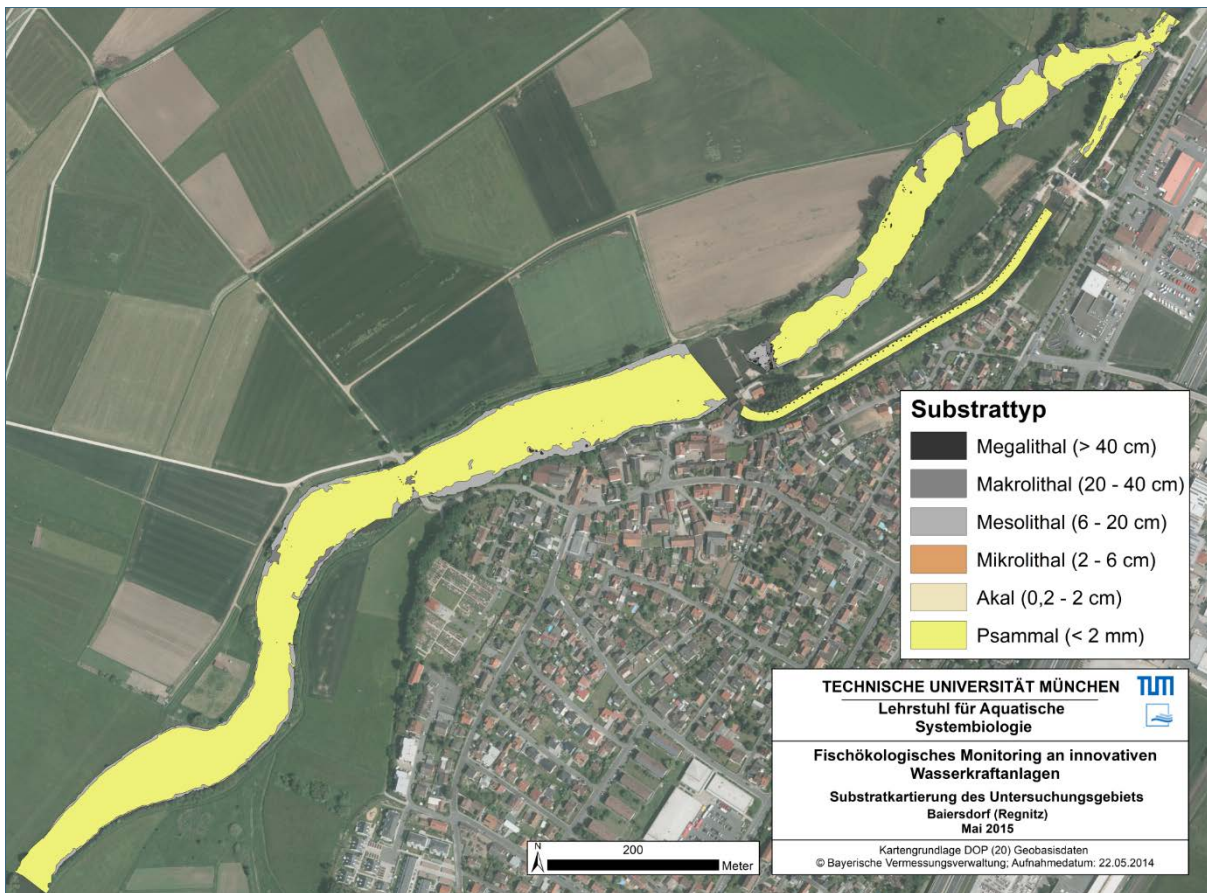 Substrattyp
Megalithal (> 40 cm)
Makrolithal (20 - 40 cm)
Mesolithal (6 - 20 cm)
Mikrolithal (2 - 6 cm)
Akal (0,2 - 2 cm)
Psammal (< 2 mm)
TECHNISCHE UNIVERSITÄT MÜNCHEN
TUM
Lehrstuhl für Aquatische
Systembiologie
Fischökologisches Monitoring an innovativen
Wasserkraftanlagen
Substratkartierung des Untersuchungsgebiets
Baiersdorf (Regnitz)
Mai 2015
Kartengrundlage DOP (20) Geobasisdaten
© Bayerische Vermessungsverwaltung; Aufnahmedatum: 22.05.2014
N
200
Meter